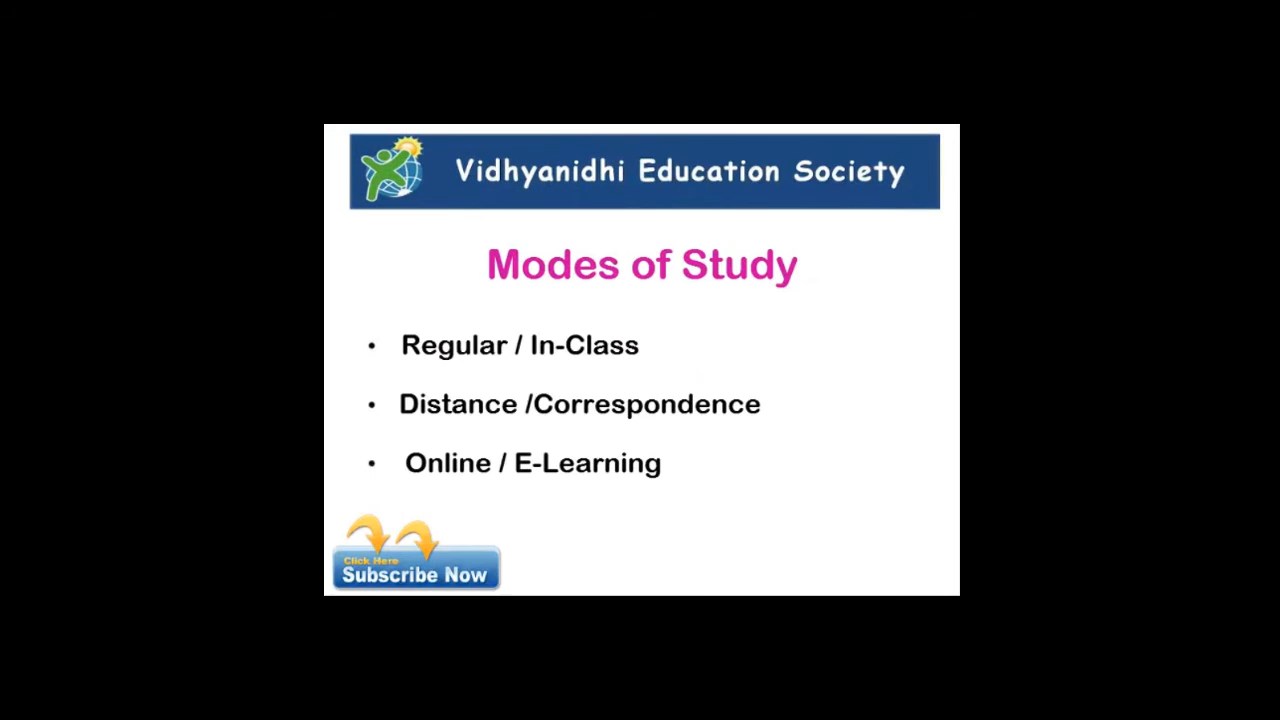 Vidhyanidhi Education Society
Modes of Study
• Regular / In-Class
• Distance /Correspondence
• Online / E-Learning
Click Here
Subscribe Now